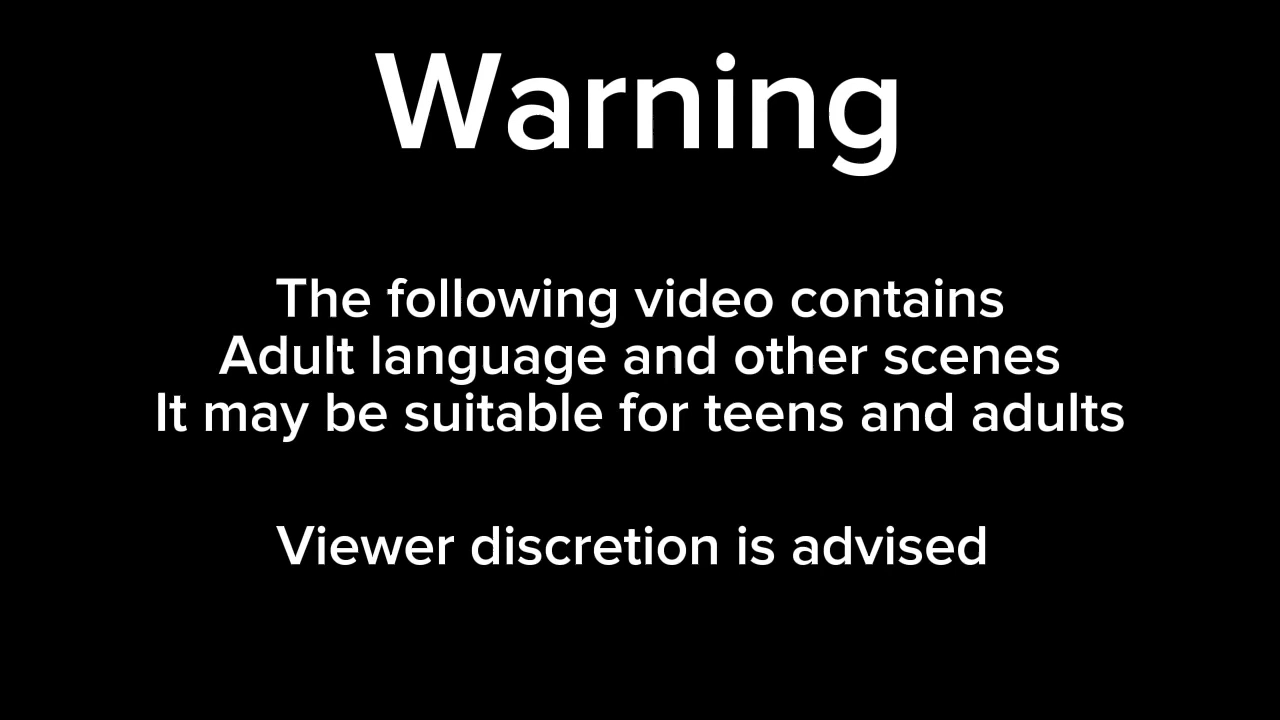 Warning
The following video contains
Adult language and other scenes
It may be suitable for teens and adults
Viewer discretion is advised